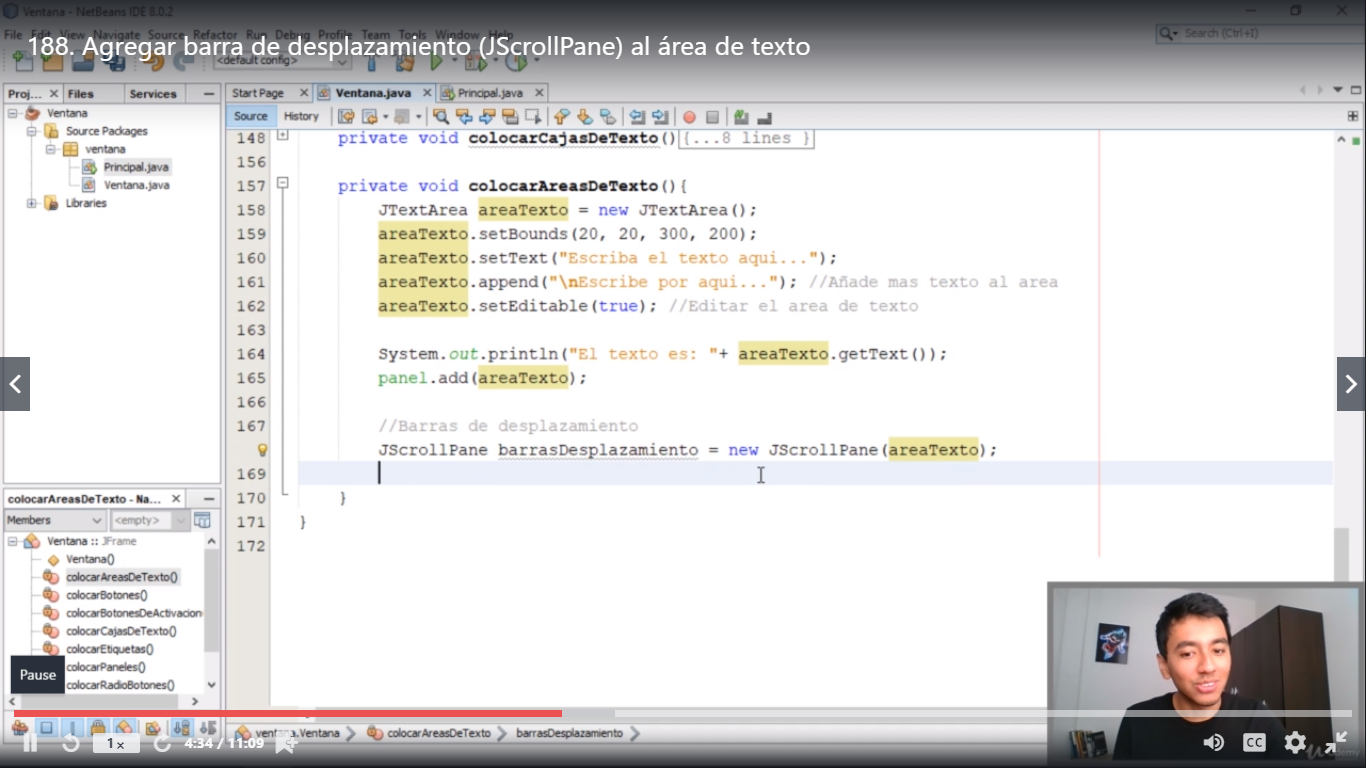 Ventana - NetBeans IDE 8.0.2
File Edit View Navigate Source Refactor Run Debug Profile Team Tools Window Help
188. Agregar barra de desplazamiento (JScrollPane) al área de texto
Search (Ctrl+I)
<default config>
Proj... Files Services
Start Page Ventana.java Principal.java
Source History
Ventana
Source Packages
ventana
Principal.java
Ventana.java
Libraries
148 private void colocarCajasDeTexto(){...8 lines }
156
157 private void colocarAreasDeTexto(){
158 JTextArea areaTexto = new JTextArea();
159 areaTexto.setBounds(20, 20, 300, 200);
160 areaTexto.setText("Escriba el texto aqui...");
161 areaTexto.append("\nEscribe por aqui..."); //Añade mas texto al area
162 areaTexto.setEditable(true); //Editar el area de texto
163
164 System.out.println("El texto es: "+ areaTexto.getText());
165 panel.add(areaTexto);
166
167 //Barras de desplazamiento
JScrollPane barrasDesplazamiento = new JScrollPane(areaTexto);
169
170 }
171 }
172
colocarAreasDeTexto - Na...
Members <empty>
Ventana :: JFrame
Ventana()
colocarAreasDeTexto()
colocarBotones()
colocarBotonesDeActivacion
colocarCajasDeTexto()
colocarEtiquetas()
colocarPaneles()
colocarRadioBotones()
Pause
ventana.Ventana colocarAreasDeTexto barrasDesplazamiento
1x 4:34 / 11:09 CC